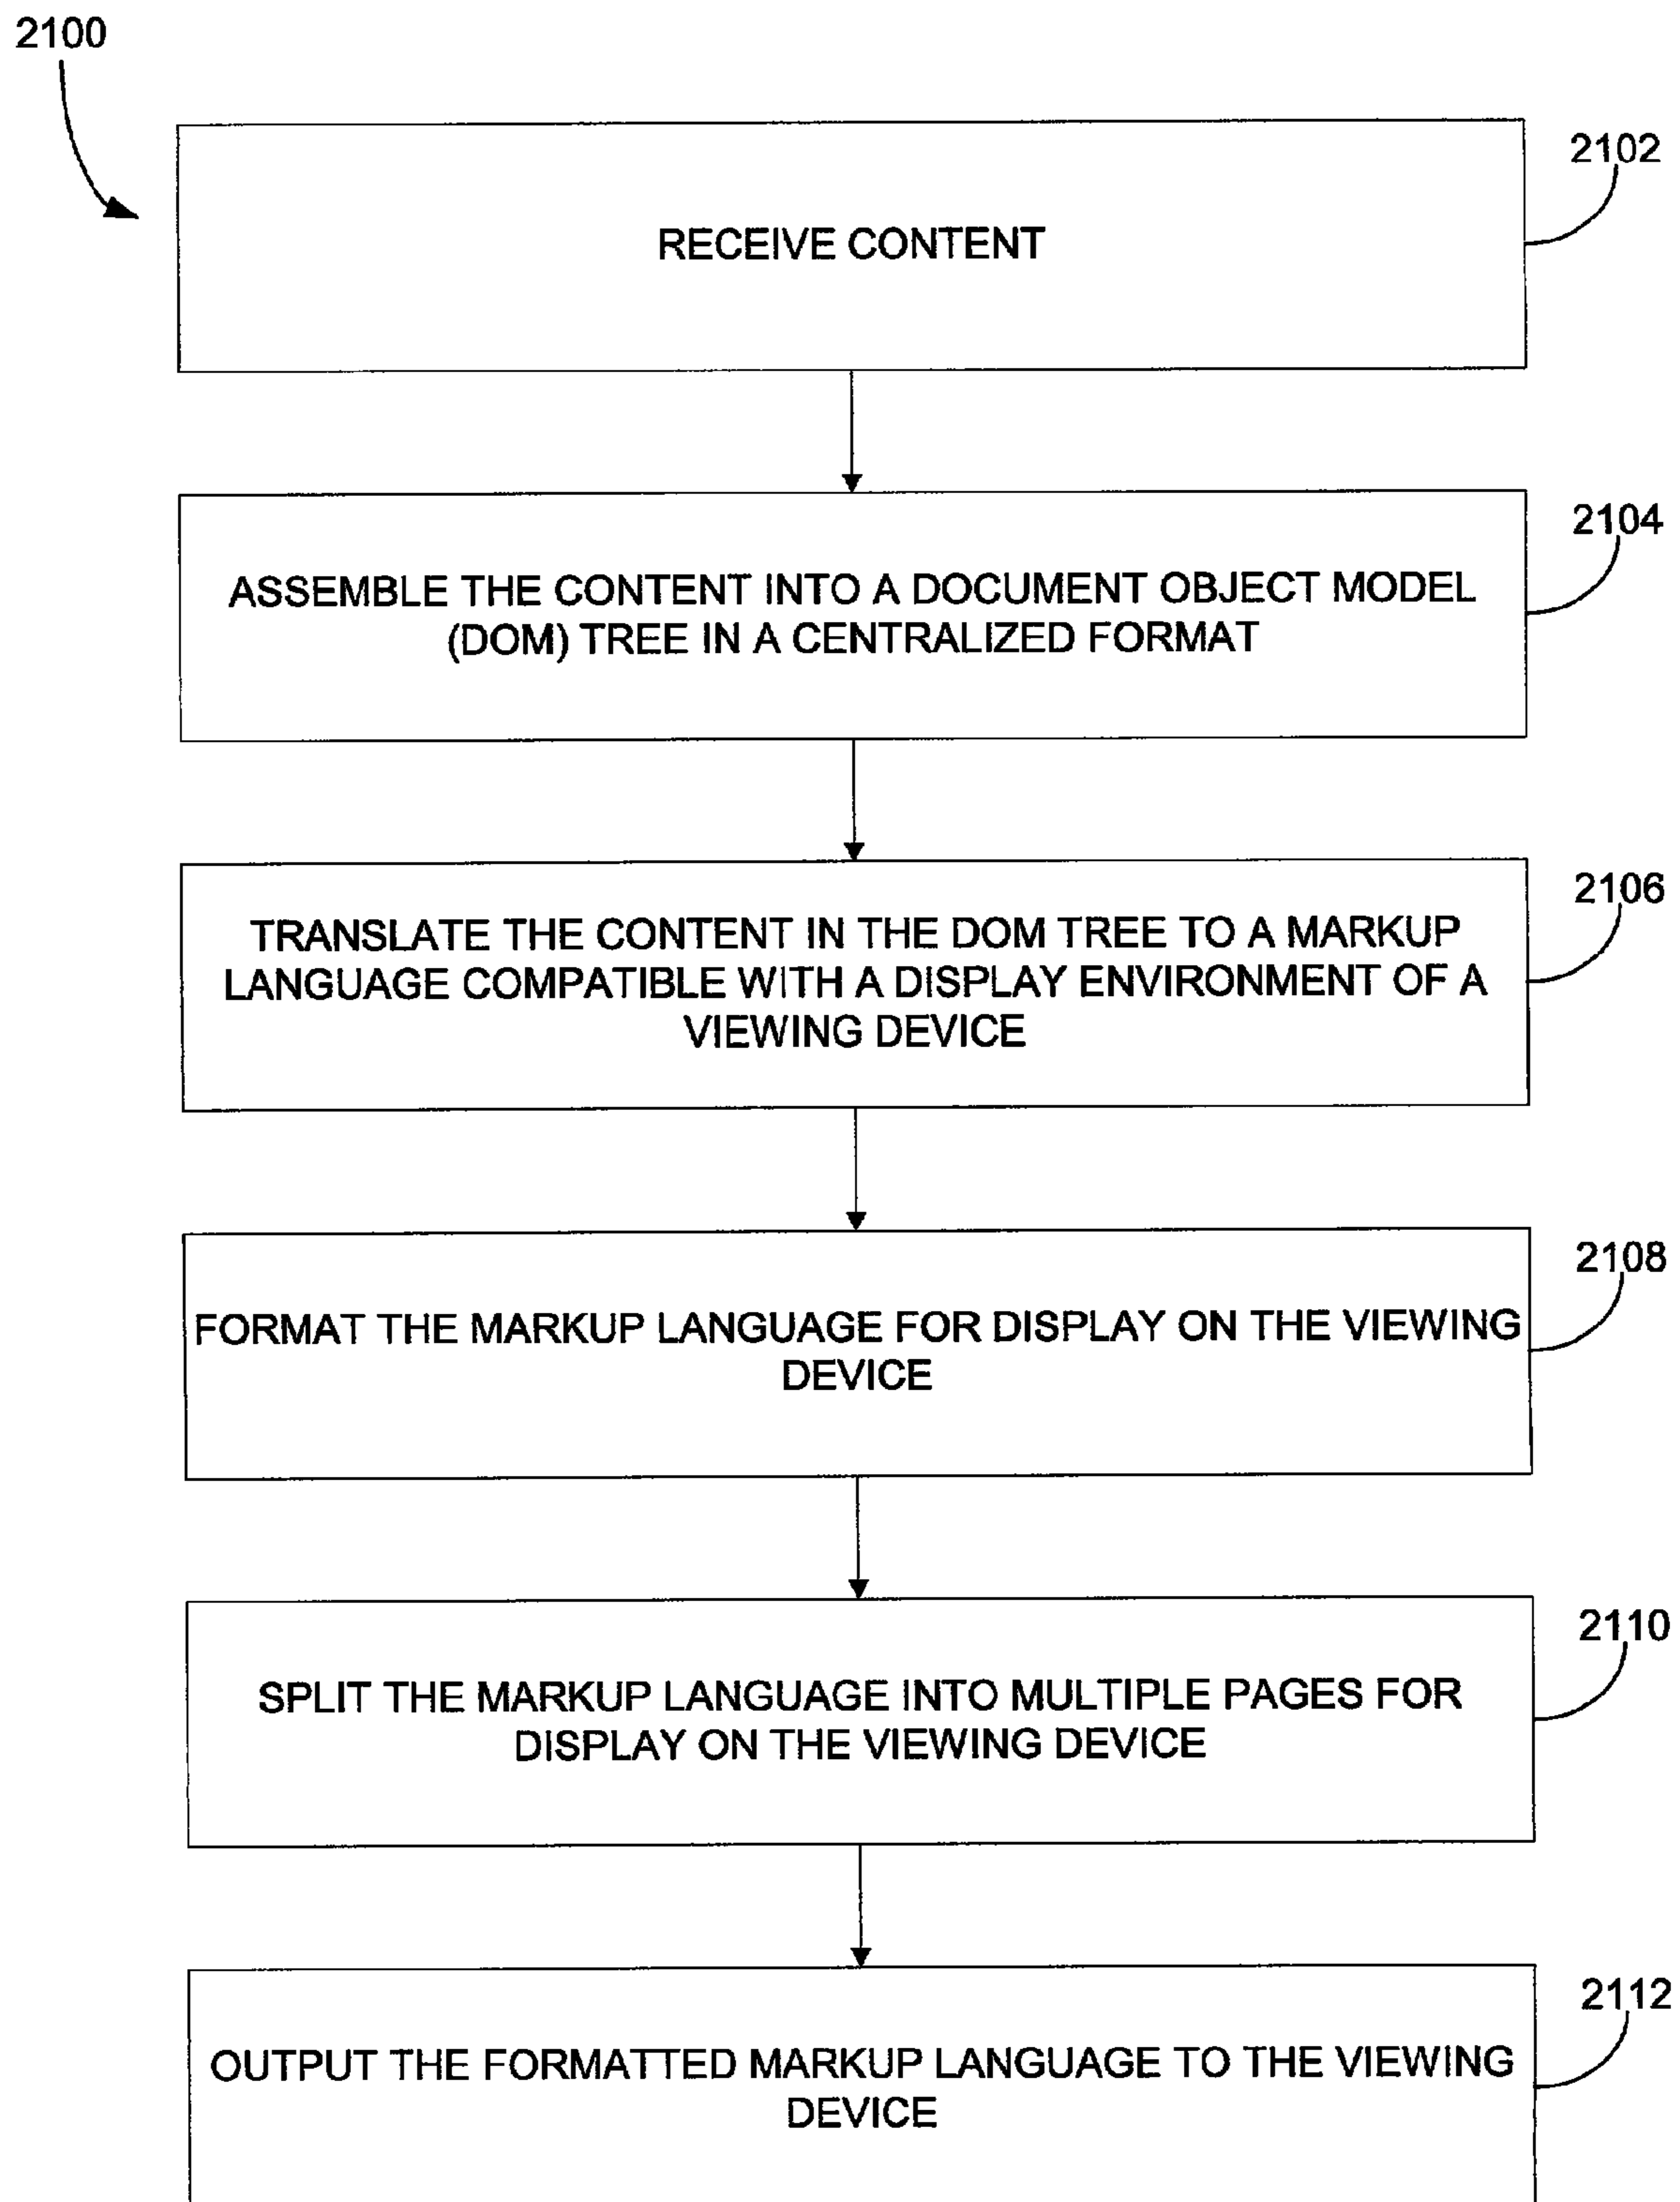 2100
2102
RECEIVE CONTENT
2104
ASSEMBLE THE CONTENT INTO A DOCUMENT OBJECT MODEL
(DOM) TREE IN A CENTRALIZED FORMAT
2106
TRANSLATE THE CONTENT IN THE DOM TREE TO A MARKUP
LANGUAGE COMPATIBLE WITH A DISPLAY ENVIRONMENT OF A
VIEWING DEVICE
2108
FORMAT THE MARKUP LANGUAGE FOR DISPLAY ON THE VIEWING
DEVICE
2110
SPLIT THE MARKUP LANGUAGE INTO MULTIPLE PAGES FOR
DISPLAY ON THE VIEWING DEVICE
2112
OUTPUT THE FORMATTED MARKUP LANGUAGE TO THE VIEWING
DEVICE